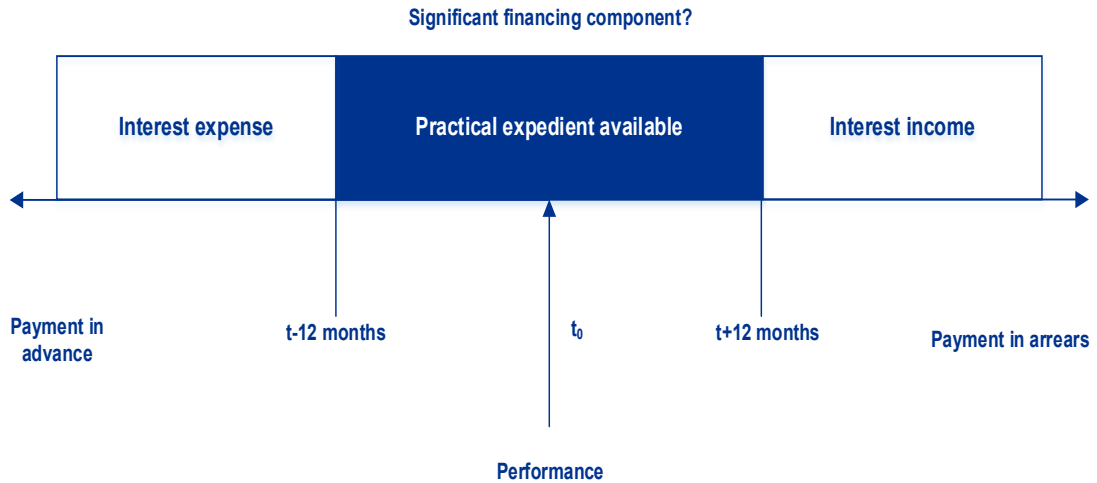 Significant financing component?
Interest expense
Practical expedient available
Interest income
Payment in
advance
t-12 months
t₀
t+12 months
Payment in arrears
Performance